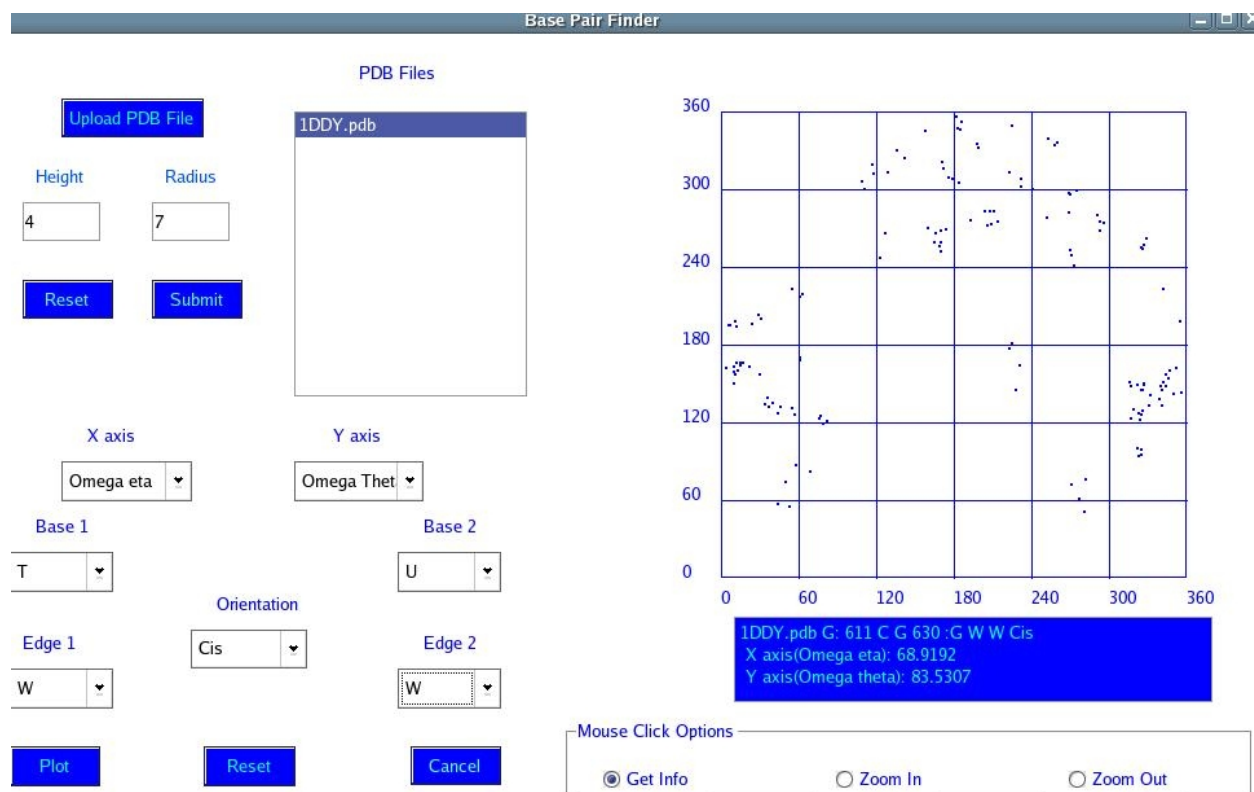 Base Pair Finder
PDB Files
Upload PDB File
1DDY.pdb
Height Radius
4 7
Reset Submit
X axis Y axis
Omega eta Omega Thet
Base 1 Base 2
T U
Orientation
Edge 1 Cis Edge 2
W W
Plot Reset Cancel
360
300
240
180
120
60
0
0 60 120 180 240 300 360
1DDY.pdb G: 611 C G 630 :G W W Cis
X axis(Omega eta): 68.9192
Y axis(Omega theta): 83.5307
Mouse Click Options
Get Info Zoom In Zoom Out